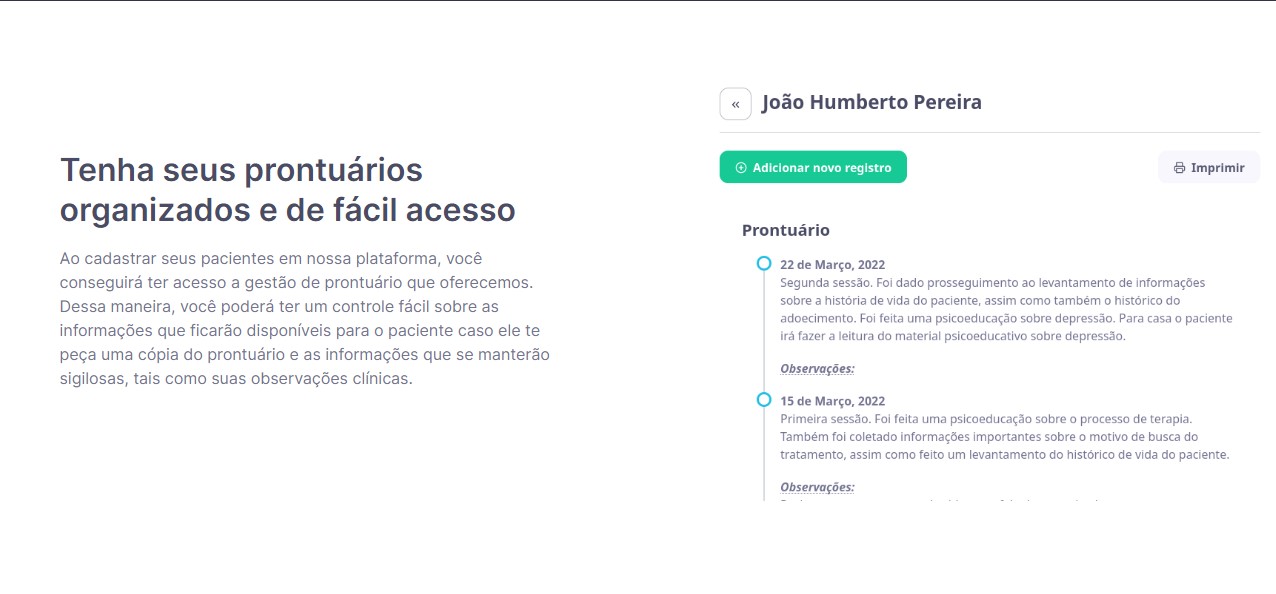 Tenha seus prontuários
organizados e de fácil acesso
Ao cadastrar seus pacientes em nossa plataforma, você
conseguirá ter acesso a gestão de prontuário que oferecemos.
Dessa maneira, você poderá ter um controle fácil sobre as
informações que ficarão disponíveis para o paciente caso ele te
peça uma cópia do prontuário e as informações que se manterão
sigilosas, tais como suas observações clínicas.
« João Humberto Pereira
Adicionar novo registro
Imprimir
Prontuário
22 de Março, 2022
Segunda sessão. Foi dado prosseguimento ao levantamento de informações
sobre a história de vida do paciente, assim como também o histórico do
adoecimento. Foi feita uma psicoeducação sobre depressão. Para casa o paciente
irá fazer a leitura do material psicoeducativo sobre depressão.
Observações:
15 de Março, 2022
Primeira sessão. Foi feita uma psicoeducação sobre o processo de terapia.
Também foi coletado informações importantes sobre o motivo de busca do
tratamento, assim como feito um levantamento do histórico de vida do paciente.
Observações: